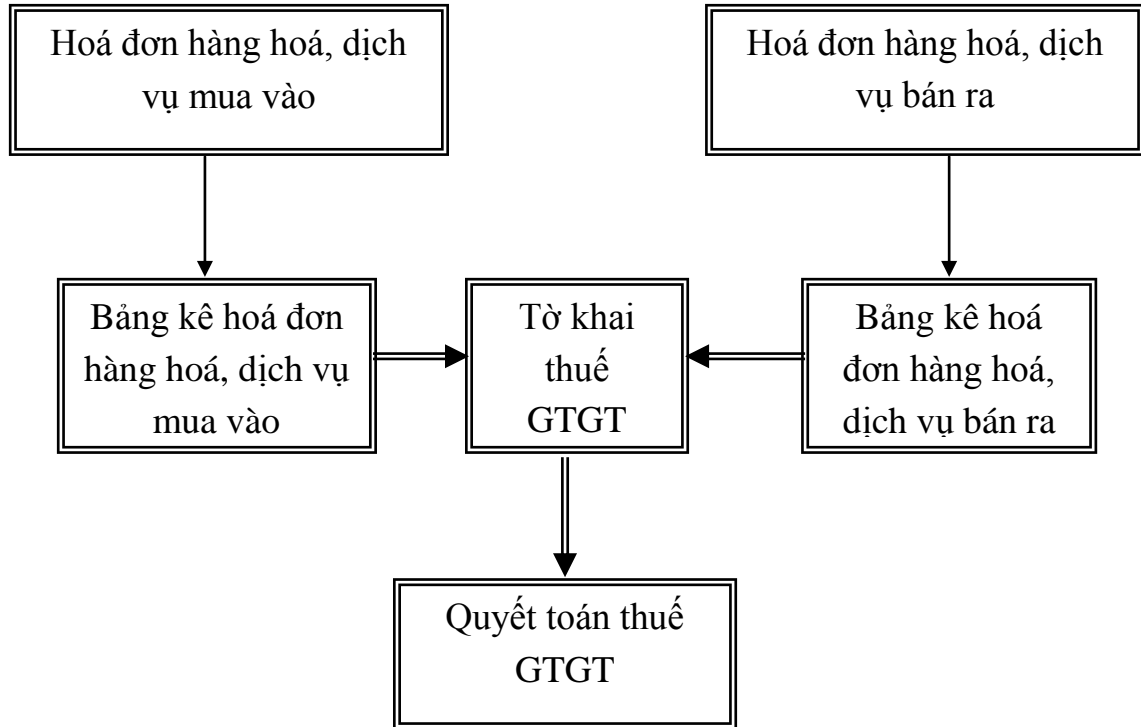 Hoá đơn hàng hoá, dịch
vụ mua vào
Hoá đơn hàng hoá, dịch
vụ bán ra
Bảng kê hoá đơn
hàng hoá, dịch vụ
mua vào
Tờ khai
thuế
GTGT
Bảng kê hoá
đơn hàng hoá,
dịch vụ bán ra
Quyết toán thuế
GTGT